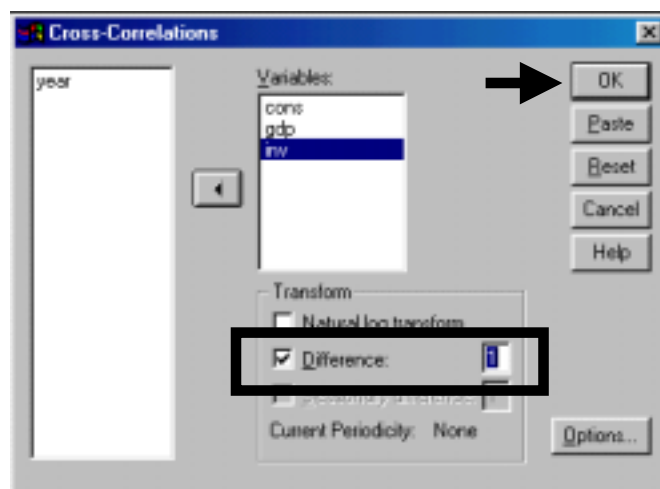 Cross-Correlations
year
Variables:
cons
gdp
inv
OK
Paste
Reset
Cancel
Help
Transform
Natural log transform
Difference: 1
Current Periodicity: None
Options...